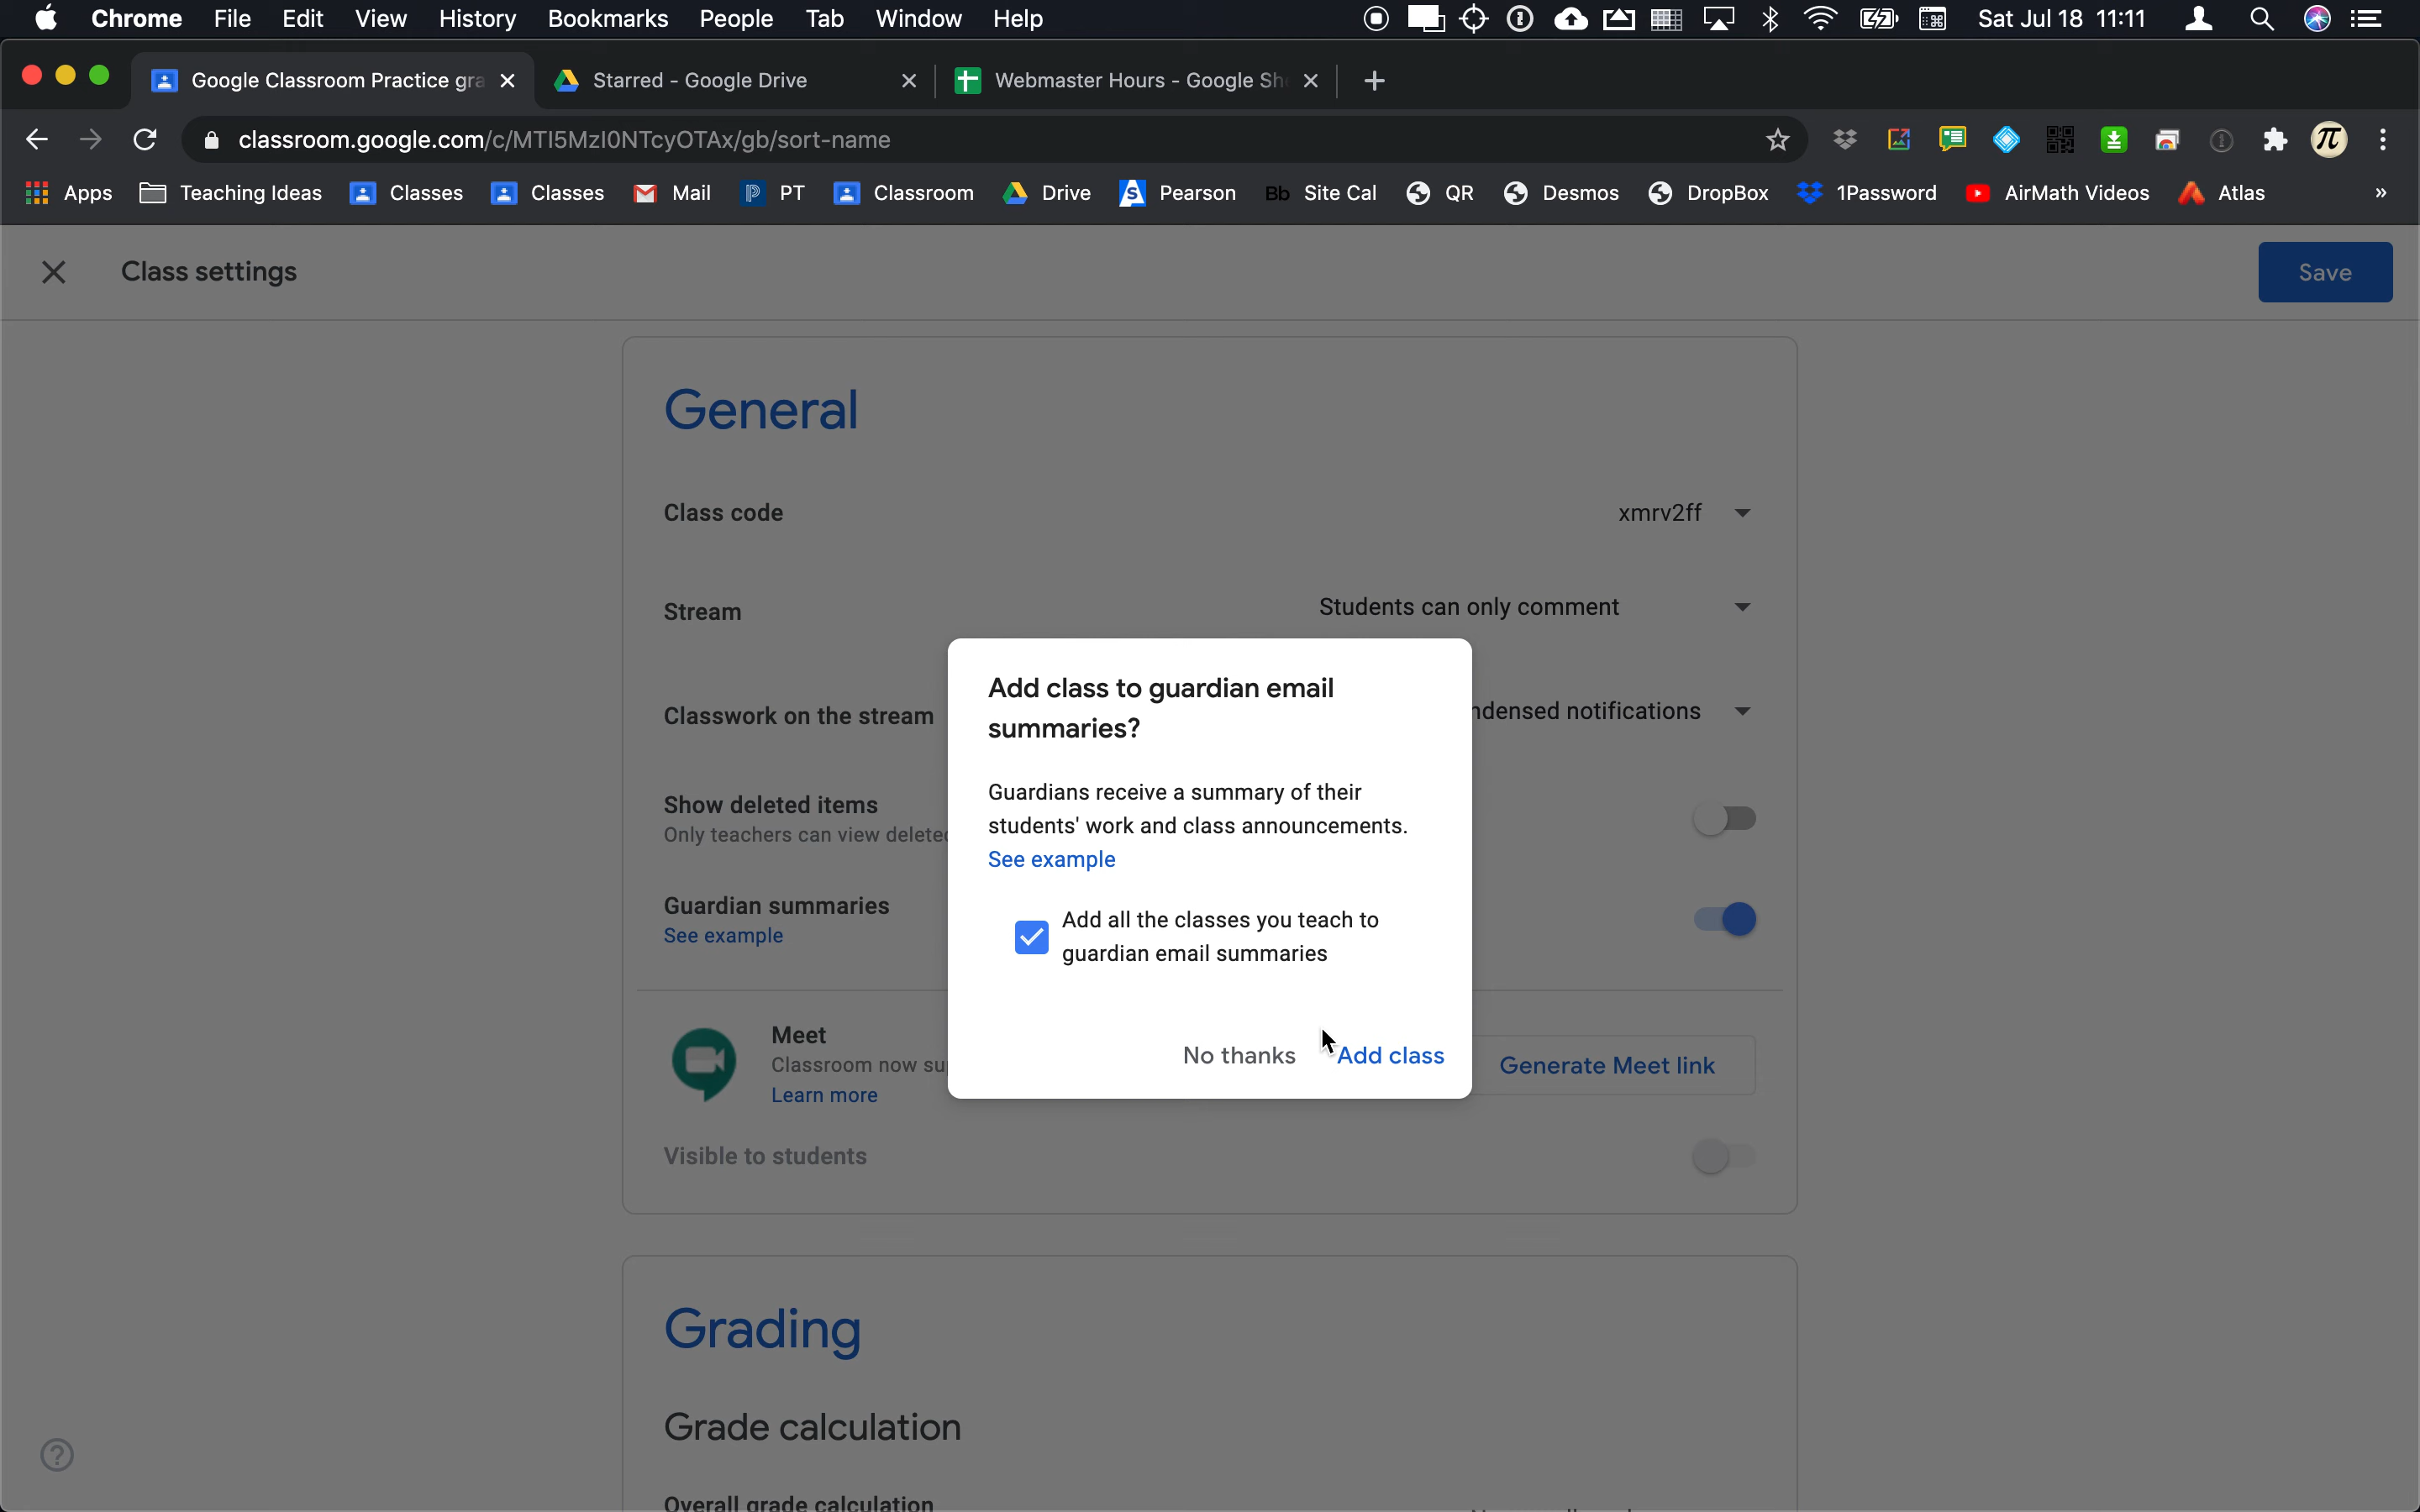 Chrome File Edit View History Bookmarks People Tab Window Help Sat Jul 18 11:11
Google Classroom Practice gra Starred - Google Drive Webmaster Hours - Google Sh
classroom.google.com/c/MTI5MzI0NTcyOTAx/gb/sort-name
Apps Teaching Ideas Classes Classes Mail PT Classroom Drive Pearson Bb Site Cal QR Desmos DropBox 1Password AirMath Videos Atlas »
Class settings Save
General
Class code xmrv2ff
Stream Students can only comment
Add class to guardian email
summaries?
Classwork on the stream ndensed notifications
Guardians receive a summary of their
students' work and class announcements.
See example
Show deleted items
Only teachers can view deleted
Guardian summaries
See example
Add all the classes you teach to
guardian email summaries
Meet
Classroom now su
Learn more
No thanks Add class
Generate Meet link
Visible to students
Grading
Grade calculation
Overall grade calculation